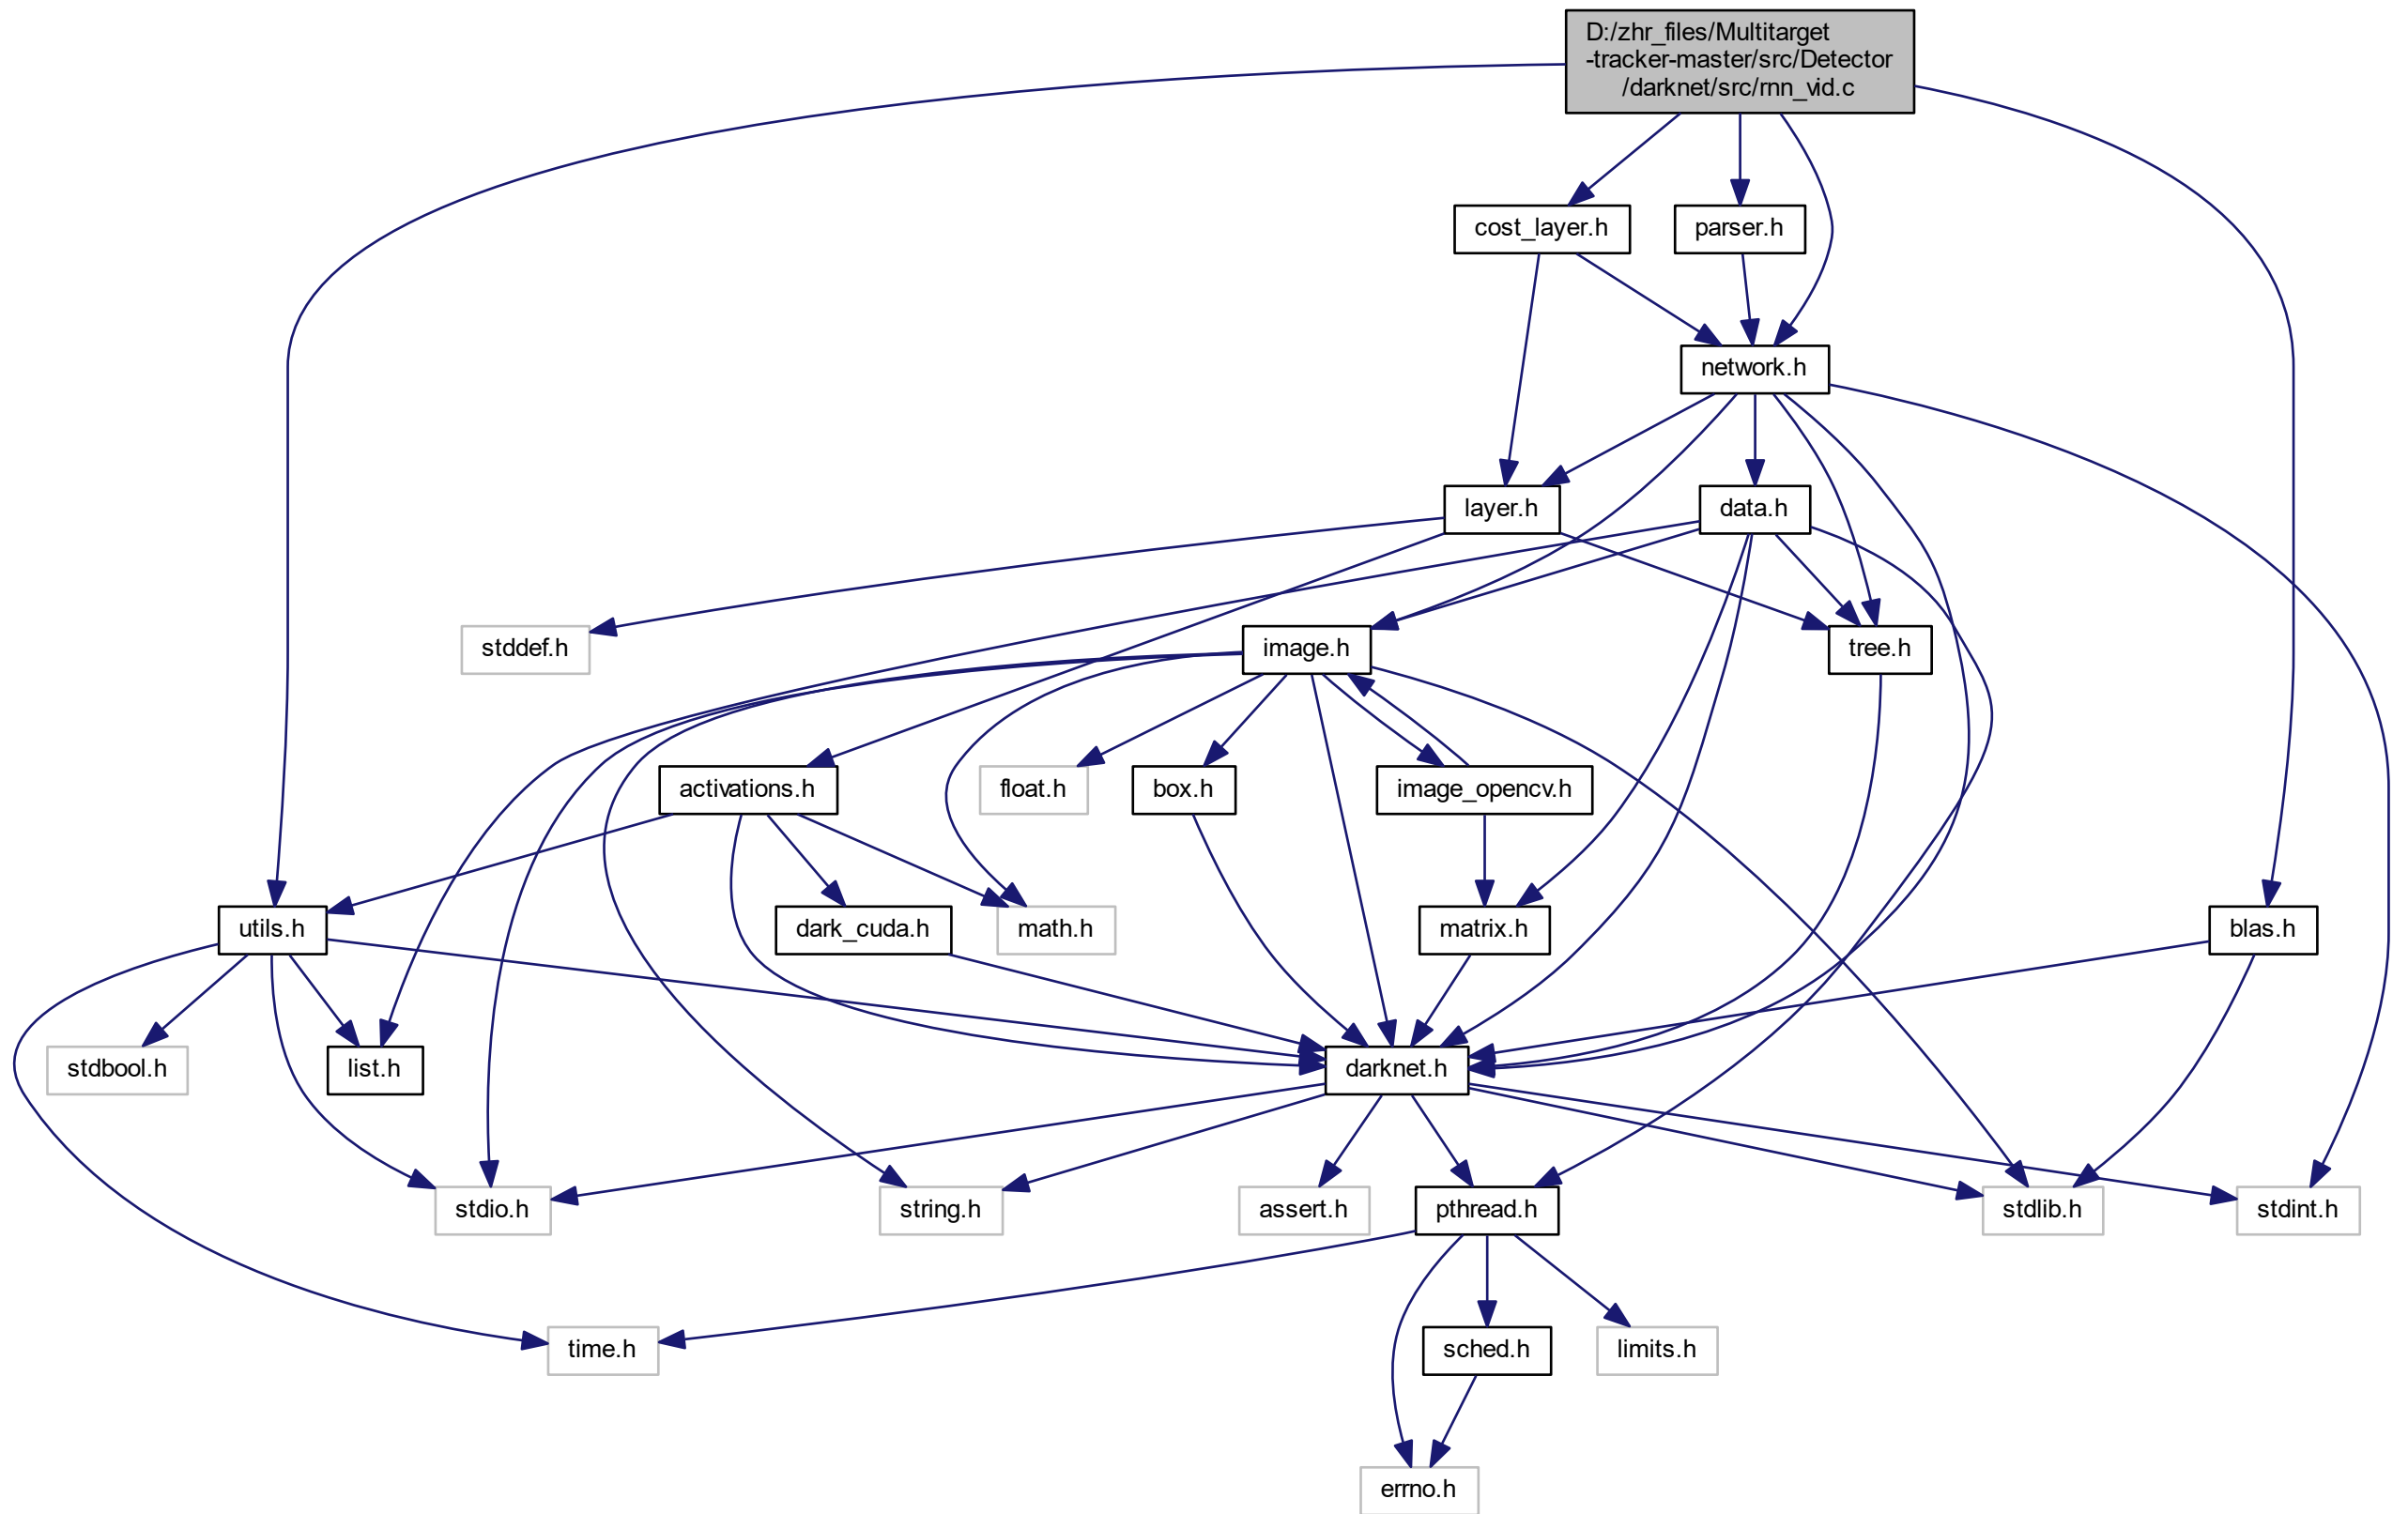 D:/zhr_files/Multitarget
-tracker-master/src/Detector
/darknet/src/rnn_vid.c
cost_layer.h
parser.h
network.h
layer.h
data.h
stddef.h
image.h
tree.h
activations.h
float.h
box.h
image_opencv.h
utils.h
dark_cuda.h
math.h
matrix.h
blas.h
stdbool.h
list.h
darknet.h
stdio.h
string.h
assert.h
pthread.h
stdlib.h
stdint.h
time.h
sched.h
limits.h
errno.h